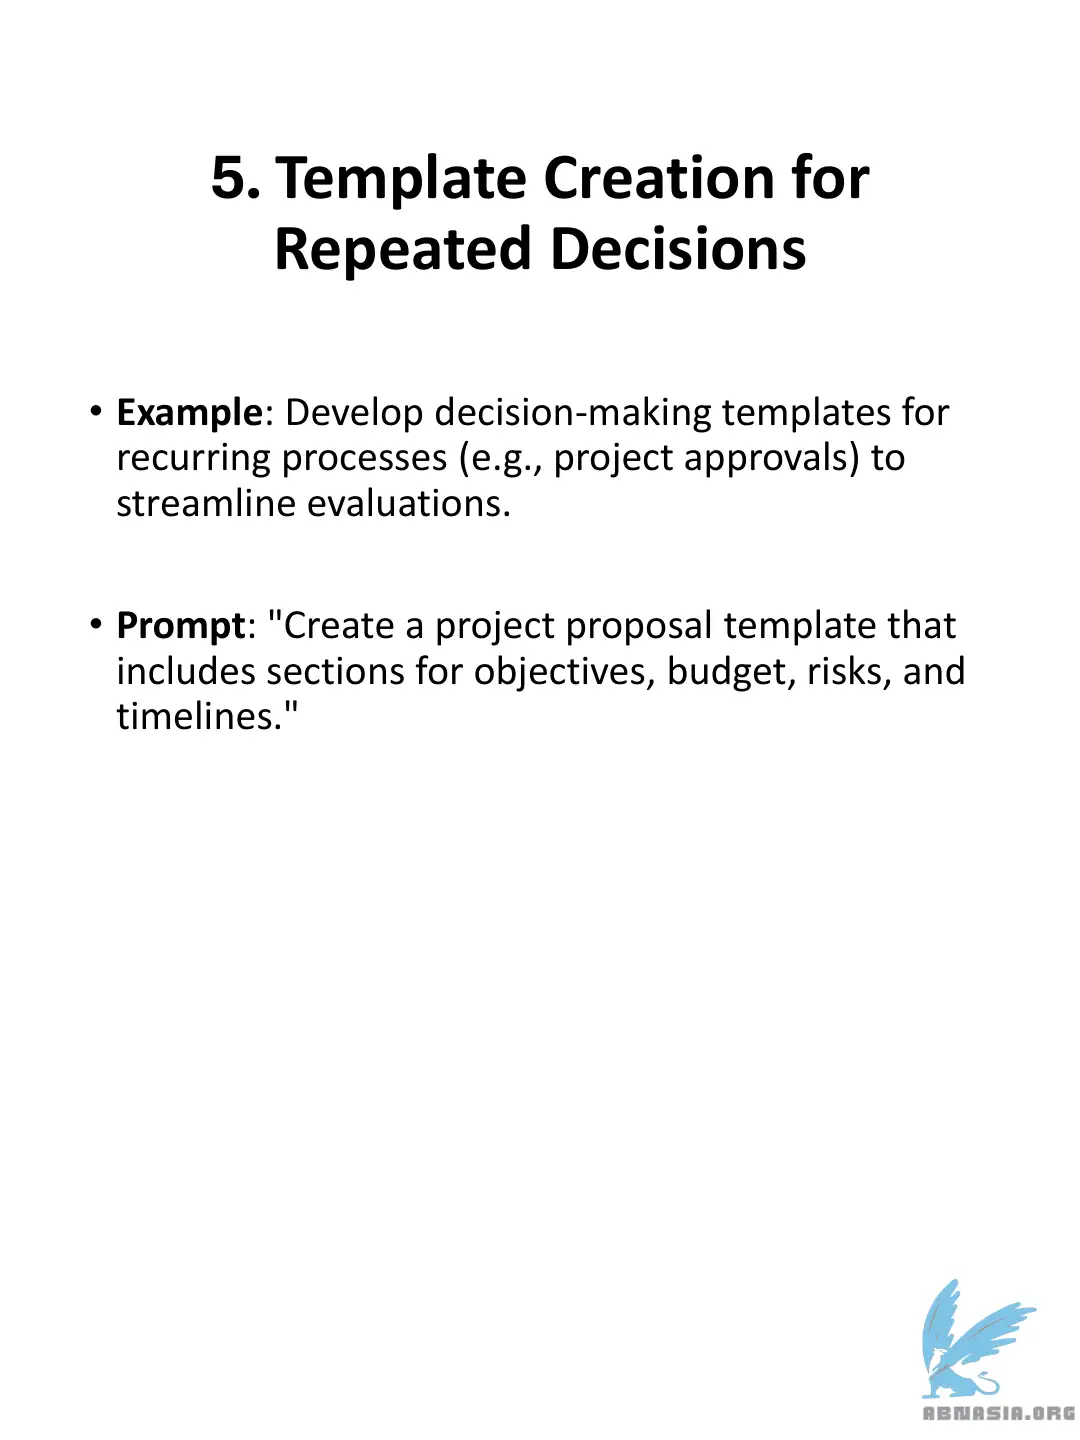 5. Template Creation for
Repeated Decisions
• Example: Develop decision-making templates for
recurring processes (e.g., project approvals) to
streamline evaluations.
• Prompt: "Create a project proposal template that
includes sections for objectives, budget, risks, and
timelines."
ABNASIA.ORG